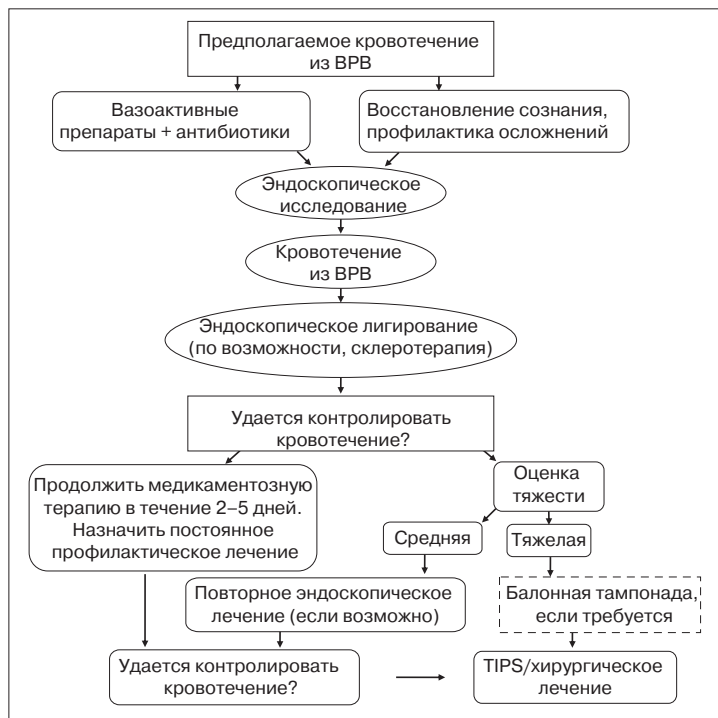 Предполагаемое кровотечение
из ВРВ
Вазоактивные
препараты + антибиотики
Восстановление сознания,
профилактика осложнений
Эндоскопическое
исследование
Кровотечение
из ВРВ
Эндоскопическое лигирование
(по возможности, склеротерапия)
Удается контролировать
кровотечение?
Продолжить медикаментозную
терапию в течение 2–5 дней.
Назначить постоянное
профилактическое лечение
Оценка
тяжести
Средняя
Тяжелая
Повторное эндоскопическое
лечение (если возможно)
Балонная тампонада,
если требуется
Удается контролировать
кровотечение?
TIPS/хирургическое
лечение